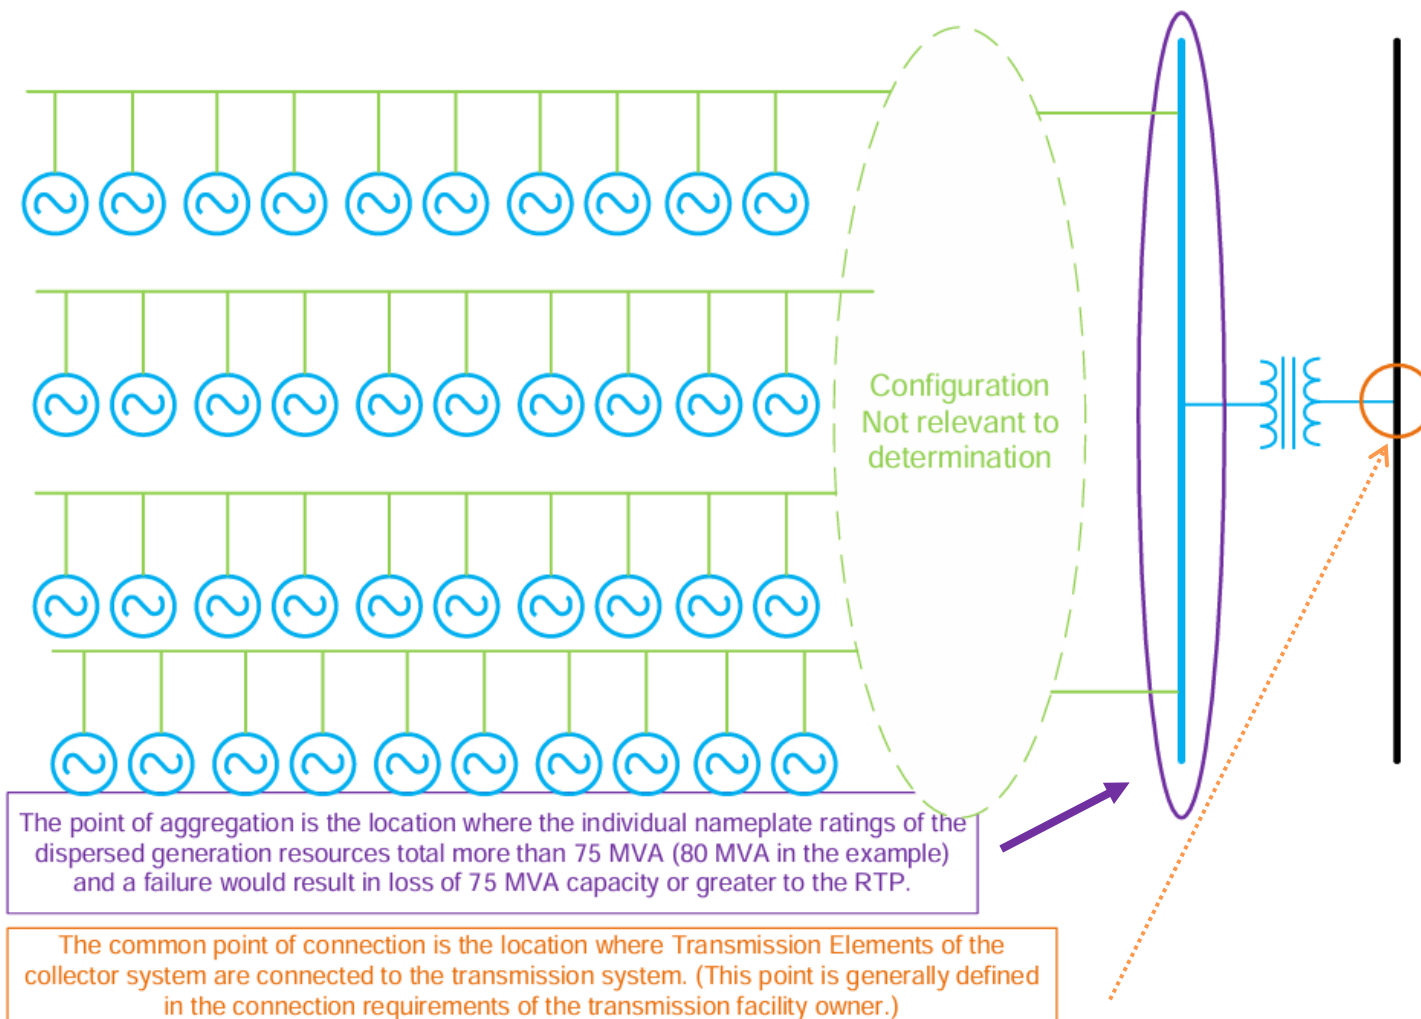 Configuration
Not relevant to
determination
The point of aggregation is the location where the individual nameplate ratings of the
dispersed generation resources total more than 75 MVA (80 MVA in the example)
and a failure would result in loss of 75 MVA capacity or greater to the RTP.
The common point of connection is the location where Transmission Elements of the
collector system are connected to the transmission system. (This point is generally defined
in the connection requirements of the transmission facility owner.)